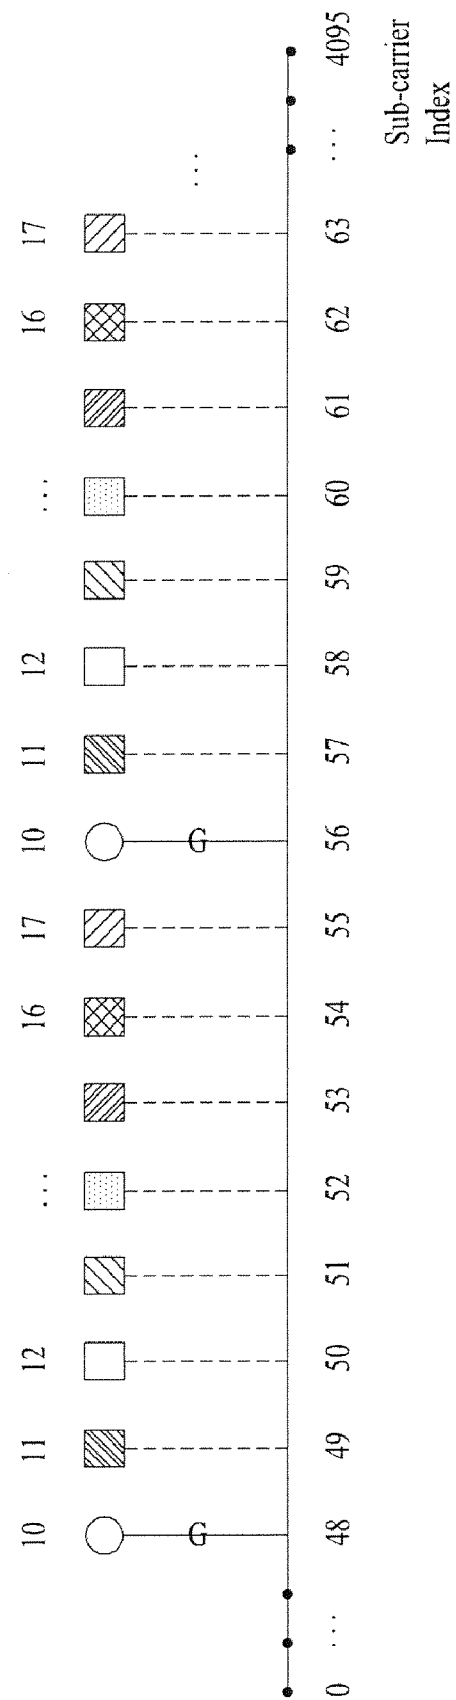 10 11 12 ... 16 17 10 11 12 ... 16 17
...
G G
0 ... 48 49 50 51 52 53 54 55 56 57 58 59 60 61 62 63 ... 4095
Sub-carrier
Index